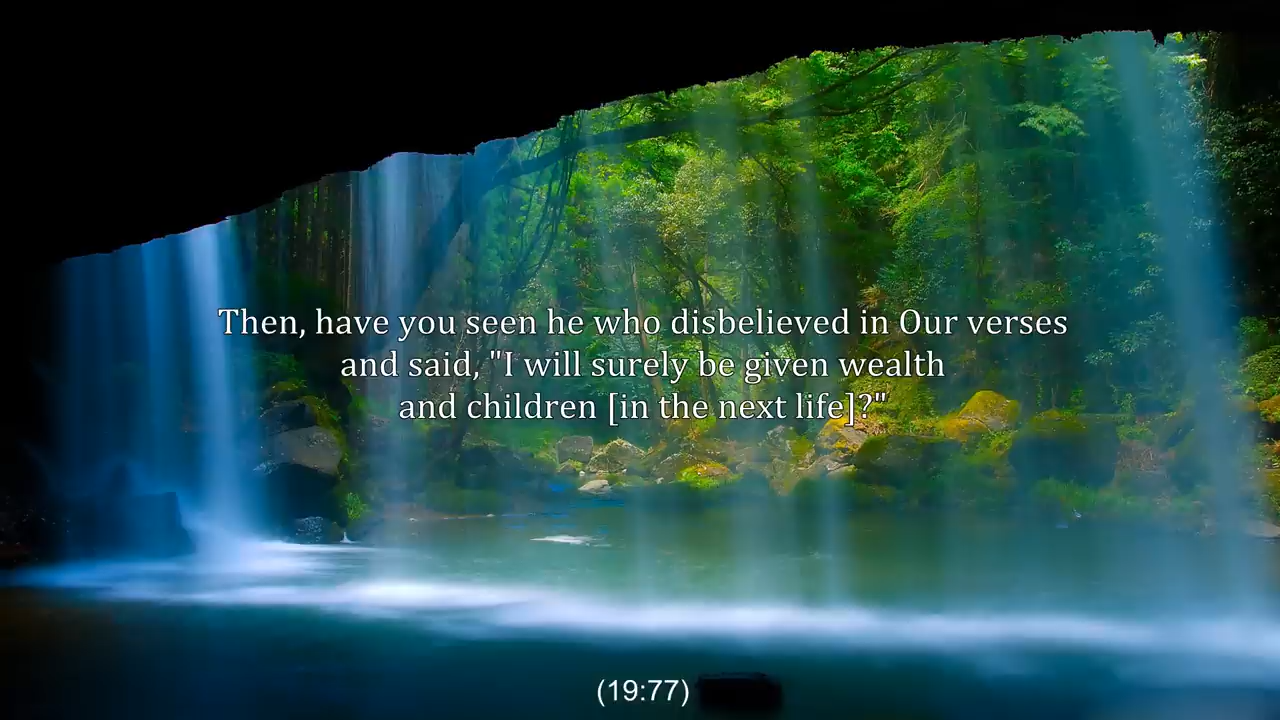 Then, have you seen he who disbelieved in Our verses
and said, "I will surely be given wealth
and children [in the next life]?"
(19:77)